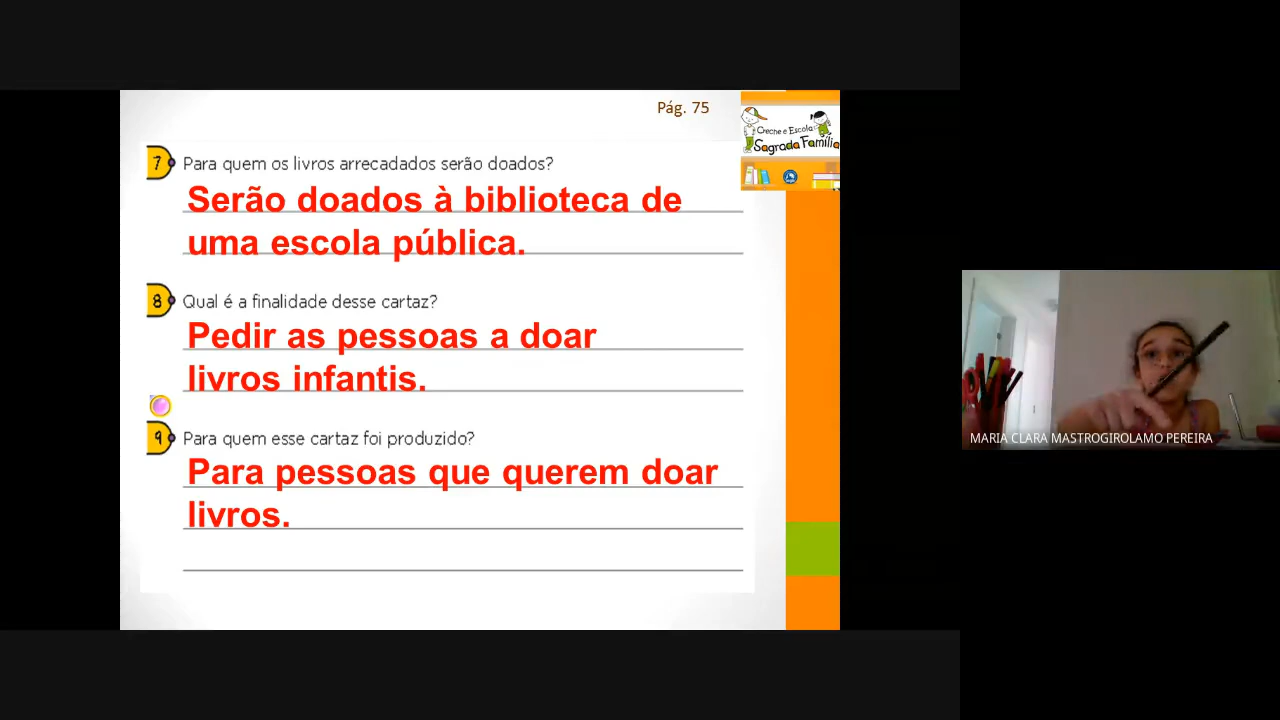 Pág. 75
Creche e Escola
Sagrada Família
7 Para quem os livros arrecadados serão doados?
Serão doados à biblioteca de
uma escola pública.
8 Qual é a finalidade desse cartaz?
Pedir as pessoas a doar
livros infantis.
9 Para quem esse cartaz foi produzido?
Para pessoas que querem doar
livros.
MARIA CLARA MASTROGIROLAMO PEREIRA